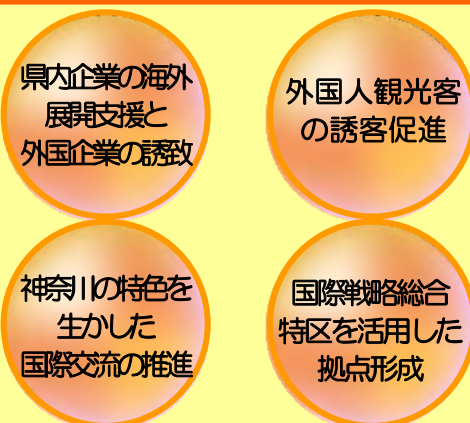 県内企業の海外
展開支援と
外国企業の誘致
外国人観光客
の誘客促進
神奈川の特色を
生かした
国際交流の推進
国際戦略総合
特区を活用した
拠点形成